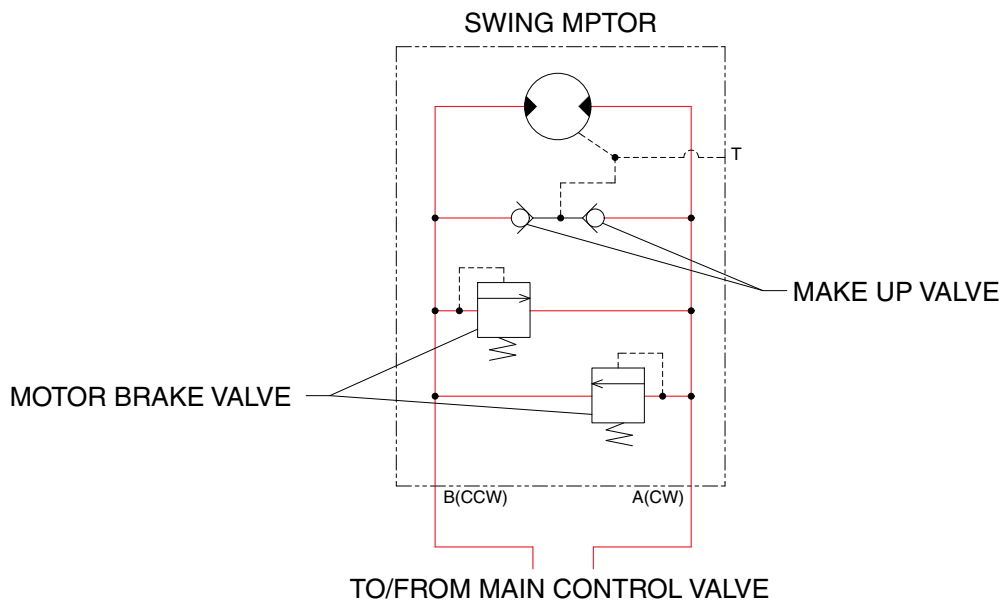 SWING MPTOR
T
MAKE UP VALVE
MOTOR BRAKE VALVE
B(CCW)
A(CW)
TO/FROM MAIN CONTROL VALVE